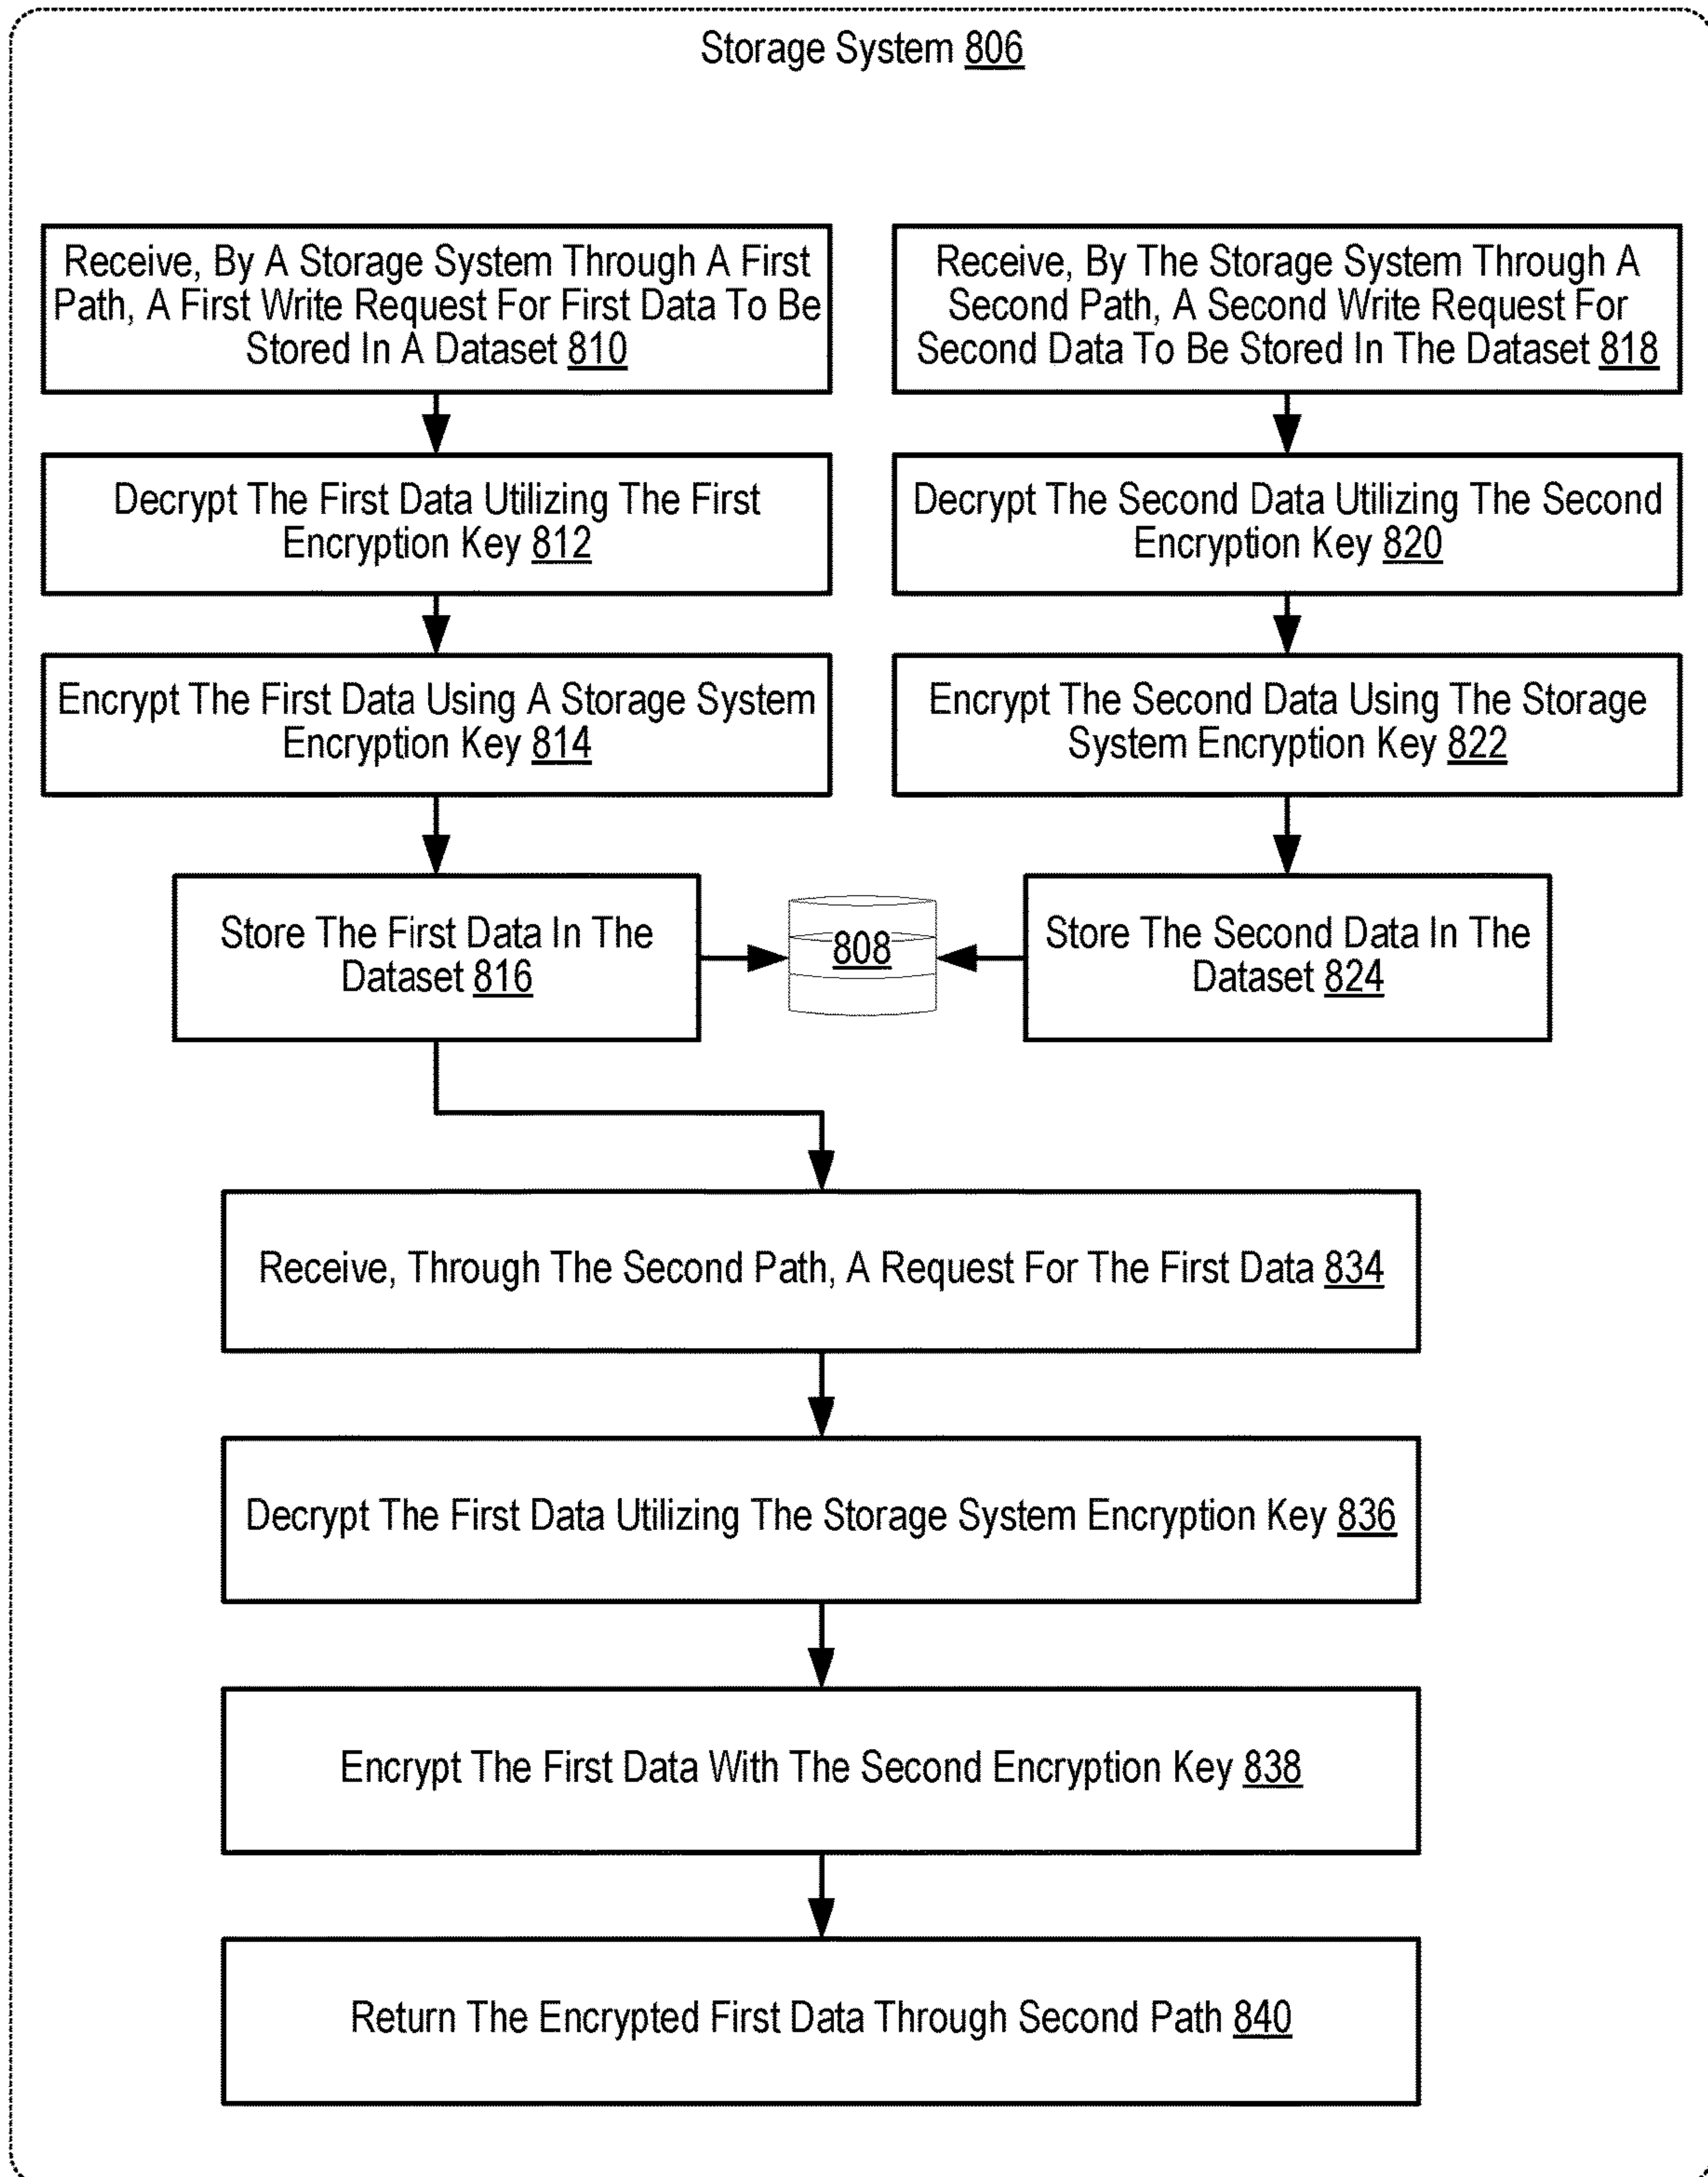 Storage System 806
Receive, By A Storage System Through A First
Path, A First Write Request For First Data To Be
Stored In A Dataset 810
Receive, By The Storage System Through A
Second Path, A Second Write Request For
Second Data To Be Stored In The Dataset 818
Decrypt The First Data Utilizing The First
Encryption Key 812
Decrypt The Second Data Utilizing The Second
Encryption Key 820
Encrypt The First Data Using A Storage System
Encryption Key 814
Encrypt The Second Data Using The Storage
System Encryption Key 822
Store The First Data In The
Dataset 816
808
Store The Second Data In The
Dataset 824
Receive, Through The Second Path, A Request For The First Data 834
Decrypt The First Data Utilizing The Storage System Encryption Key 836
Encrypt The First Data With The Second Encryption Key 838
Return The Encrypted First Data Through Second Path 840